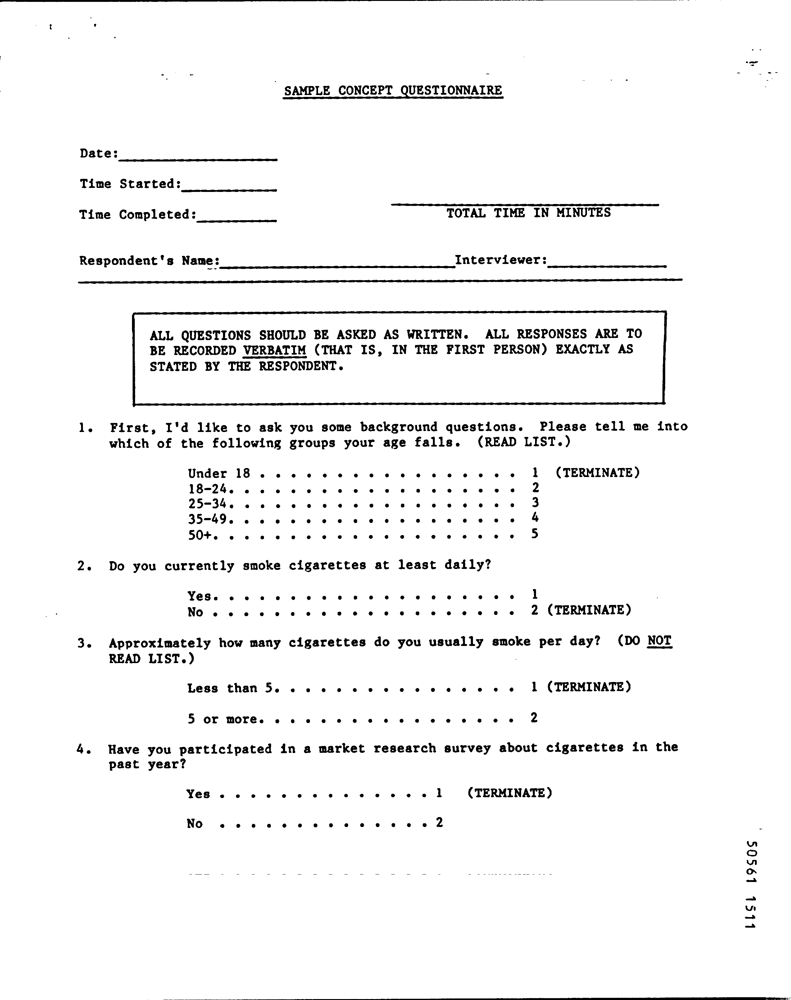 SAMPLE CONCEPT QUESTIONNAIRE
Date:
Time Started:
Time Completed: TOTAL TIME IN MINUTES
Respondent's Name: Interviewer:
ALL QUESTIONS SHOULD BE ASKED AS WRITTEN. ALL RESPONSES ARE TO
BE RECORDED VERBATIM (THAT IS, IN THE FIRST PERSON) EXACTLY AS
STATED BY THE RESPONDENT.
1. First, I'd like to ask you some background questions. Please tell me into
which of the following groups your age falls. (READ LIST.)
Under 18 . . . . . . . . . . . . . . . . . 1 (TERMINATE)
18-24. . . . . . . . . . . . . . . . . . . 2
25-34. . . . . . . . . . . . . . . . . . . 3
35-49. . . . . . . . . . . . . . . . . . . 4
50+. . . . . . . . . . . . . . . . . . . . 5
2. Do you currently smoke cigarettes at least daily?
Yes. . . . . . . . . . . . . . . . . . . . 1
No . . . . . . . . . . . . . . . . . . . . 2 (TERMINATE)
3. Approximately how many cigarettes do you usually smoke per day? (DO NOT
READ LIST.)
Less than 5. . . . . . . . . . . . . . . . 1 (TERMINATE)
5 or more. . . . . . . . . . . . . . . . . 2
4. Have you participated in a market research survey about cigarettes in the
past year?
Yes . . . . . . . . . . . . . . 1 (TERMINATE)
No . . . . . . . . . . . . . . 2
50561 1511